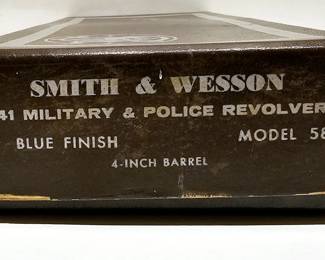 SMITH & WESSON
41 MILITARY & POLICE REVOLVER
BLUE FINISH MODEL 58
4-INCH BARREL